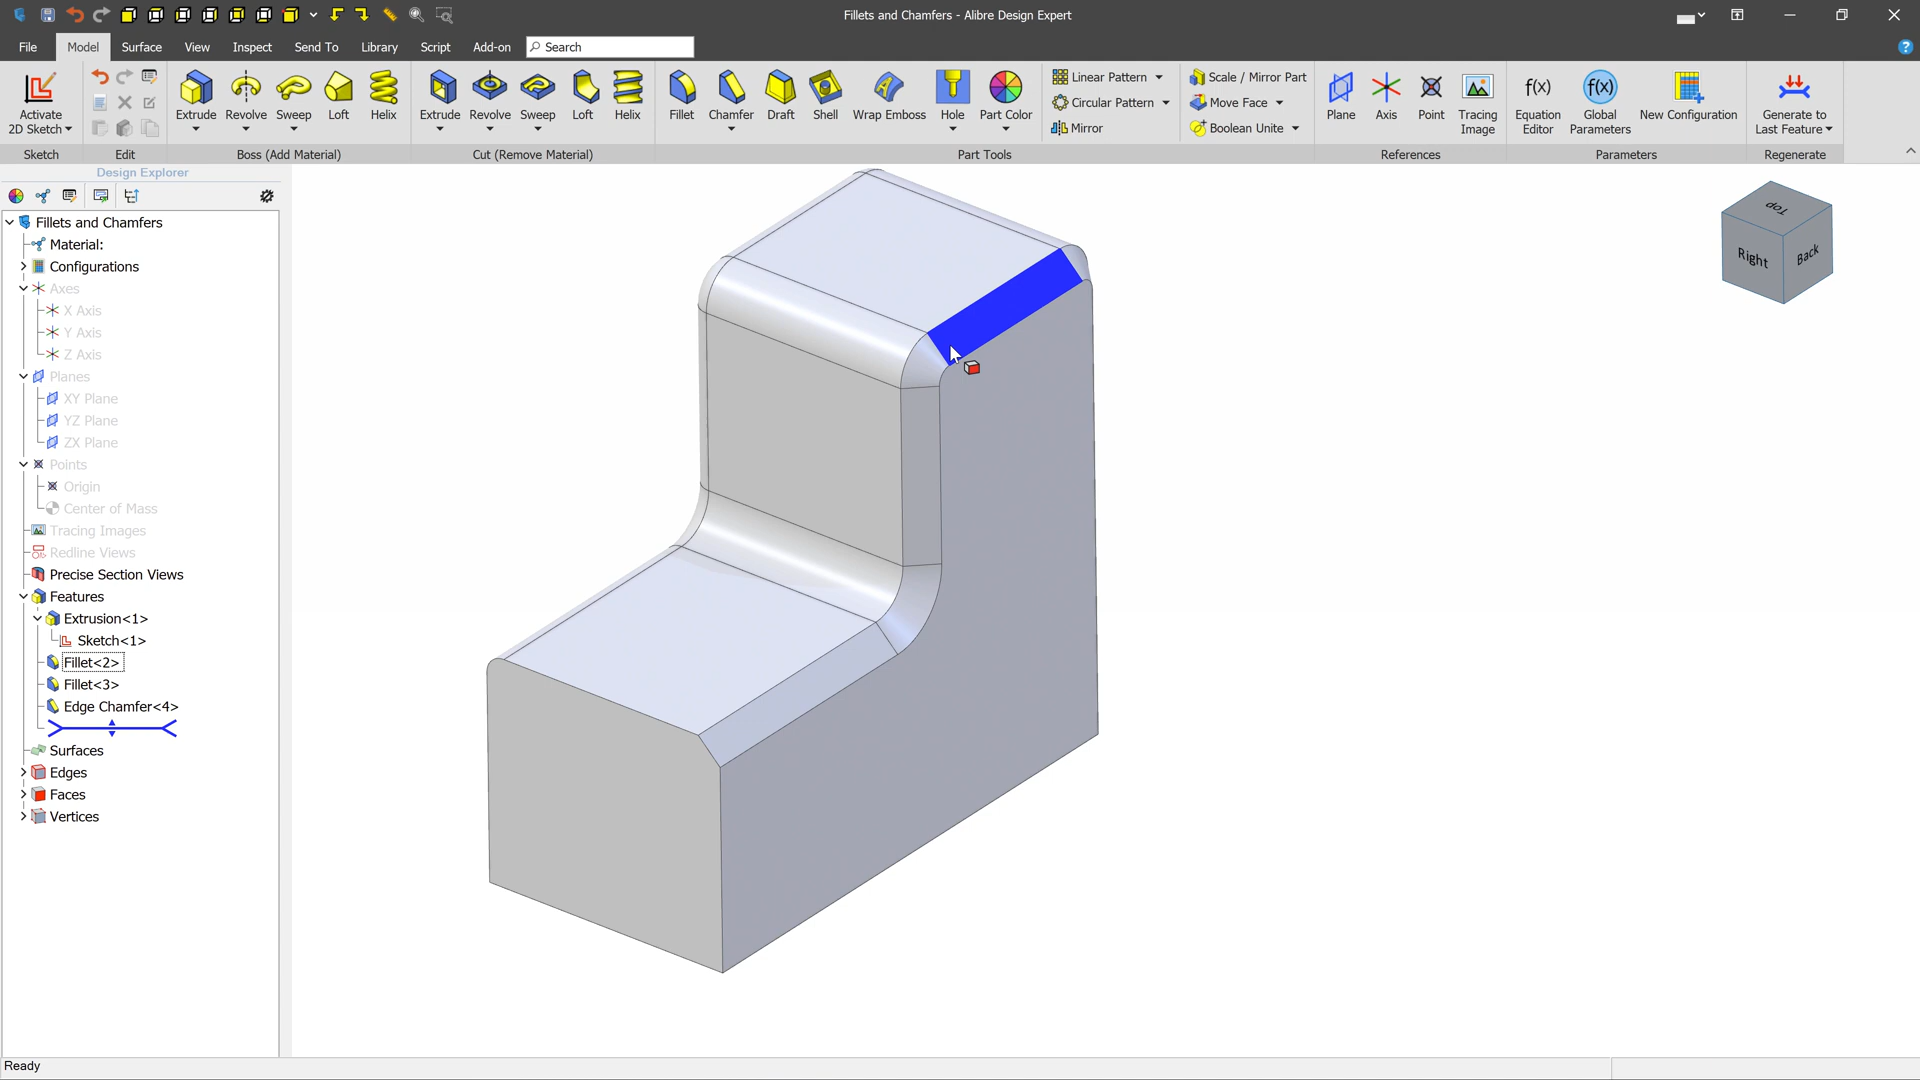 Fillets and Chamfers - Alibre Design Expert
File Model Surface View Inspect Send To Library Script Add-on Search
Activate 2D Sketch
Extrude Revolve Sweep Loft Helix
Extrude Revolve Sweep Loft Helix
Fillet Chamfer Draft Shell Wrap Emboss Hole Part Color
Linear Pattern
Circular Pattern
Mirror
Scale / Mirror Part
Move Face
Boolean Unite
Plane Axis Point Tracing Image
Equation Editor
f(x)
Global Parameters
f(x)
New Configuration
Generate to Last Feature
Sketch Edit Boss (Add Material) Cut (Remove Material) Part Tools References Parameters Regenerate
Design Explorer
Fillets and Chamfers
Material:
Configurations
Axes
X Axis
Y Axis
Z Axis
Planes
XY Plane
YZ Plane
ZX Plane
Points
Origin
Center of Mass
Tracing Images
Redline Views
Precise Section Views
Features
Extrusion<1>
Sketch<1>
Fillet<2>
Fillet<3>
Edge Chamfer<4>
Surfaces
Edges
Faces
Vertices
Top
Right
Back
Ready